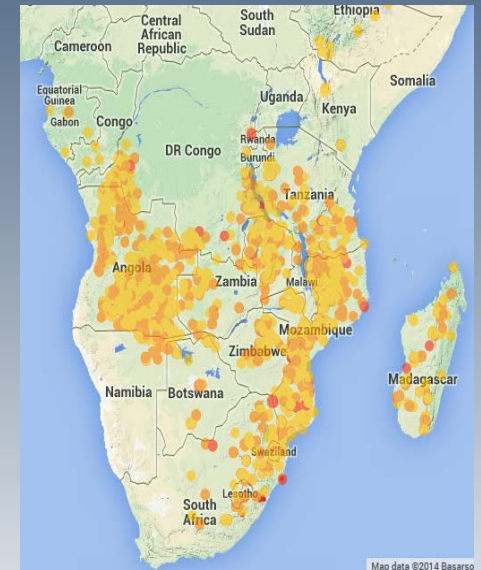 Ethiopia
South
Sudan
Central
African
Republic
Cameroon
Somalia
Equatorial
Guinea
Uganda
Kenya
Gabon
Congo
Rwanda
DR Congo
Burundi
Tanzania
Angola
Zambia
Malawi
Mozambique
Zimbabwe
Madagascar
Namibia
Botswana
Swaziland
Lesotho
South
Africa
Map data ©2014 Basarso